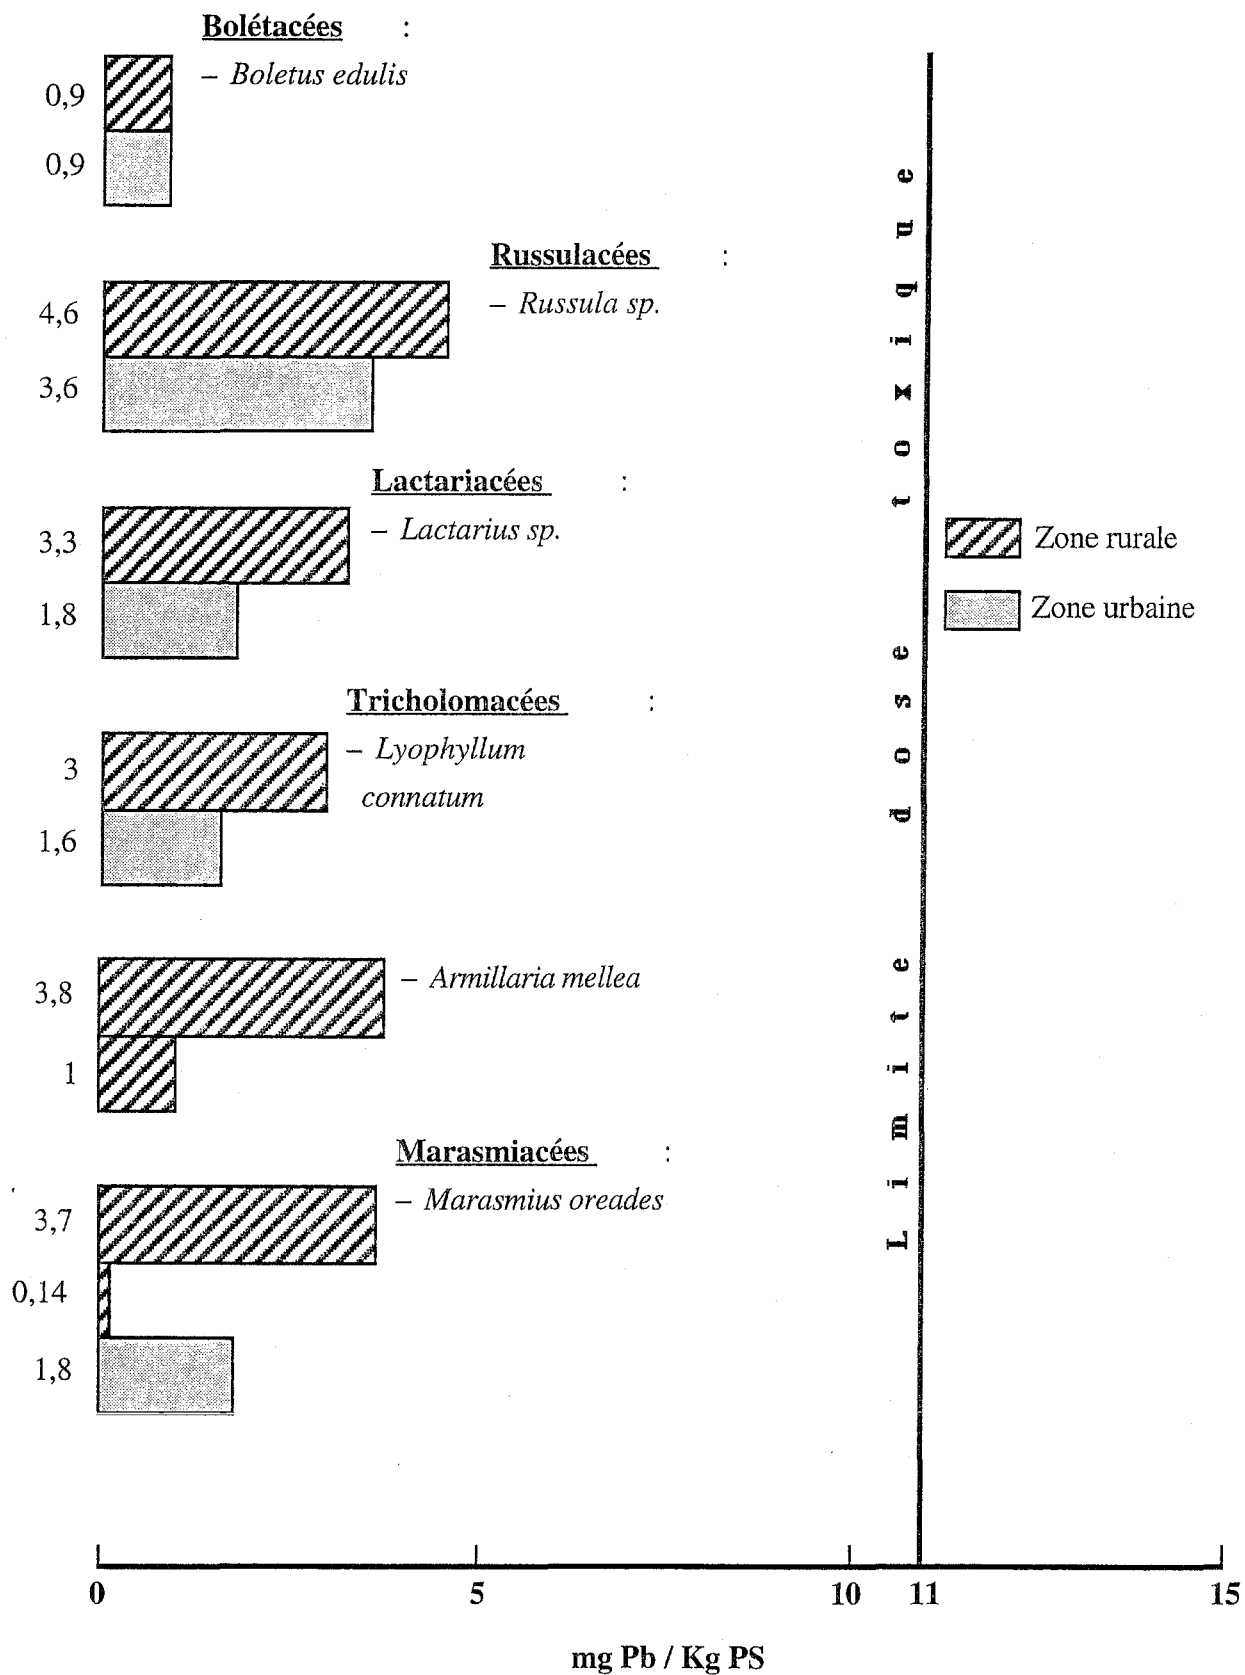 Bolétacées :
– Boletus edulis
0,9
0,9
Russulacées :
– Russula sp.
4,6
3,6
Lactariacées :
– Lactarius sp.
3,3
1,8
Tricholomacées :
– Lyophyllum
connatum
3
1,6
– Armillaria mellea
3,8
1
Marasmiacées :
– Marasmius oreades
3,7
0,14
1,8
Limite dose toxique
Zone rurale
Zone urbaine
0 5 10 11 15
mg Pb / Kg PS